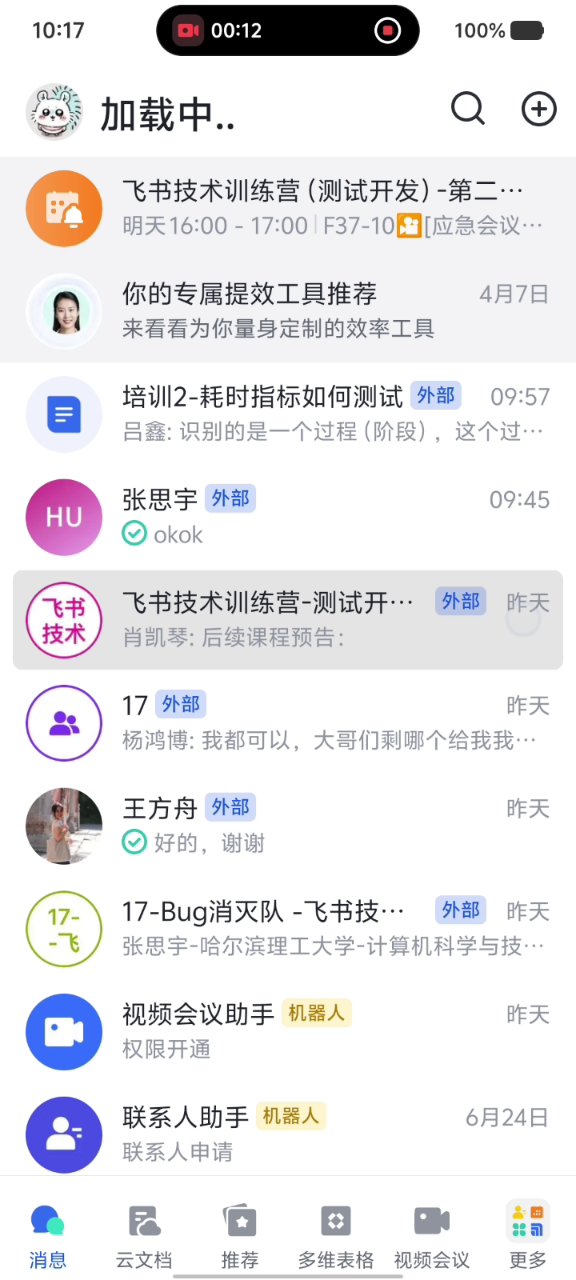 10:17
00:12
100%
加载中..
飞书技术训练营(测试开发)-第二…
明天16:00 - 17:00 | F37-10🎦[应急会议…
你的专属提效工具推荐
4月7日
来看看为你量身定制的效率工具
培训2-耗时指标如何测试 外部 09:57
吕鑫: 识别的是一个过程(阶段)，这个过…
HU
张思宇 外部 09:45
okok
飞书技术
飞书技术训练营-测试开… 外部 昨天
肖凯琴: 后续课程预告:
17 外部 昨天
杨鸿博: 我都可以，大哥们剩哪个给我我…
王方舟 外部 昨天
好的，谢谢
17-
-飞
17-Bug消灭队 -飞书技… 外部 昨天
张思宇-哈尔滨理工大学-计算机科学与技…
视频会议助手 机器人 昨天
权限开通
联系人助手 机器人 6月24日
联系人申请
消息 云文档 推荐 多维表格 视频会议 更多